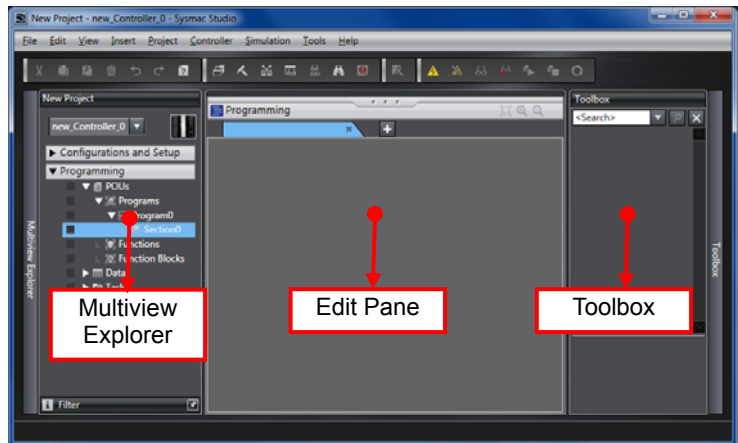 New Project - new_Controller_0 - Sysmac Studio
File Edit View Insert Project Controller Simulation Tools Help
New Project
new_Controller_0
Configurations and Setup
Programming
POUs
Programs
Program0
Section0
Functions
Function Blocks
Data
Filter
Multiview Explorer
Programming
Toolbox
<Search>
Toolbox
Multiview
Explorer
Edit Pane
Toolbox